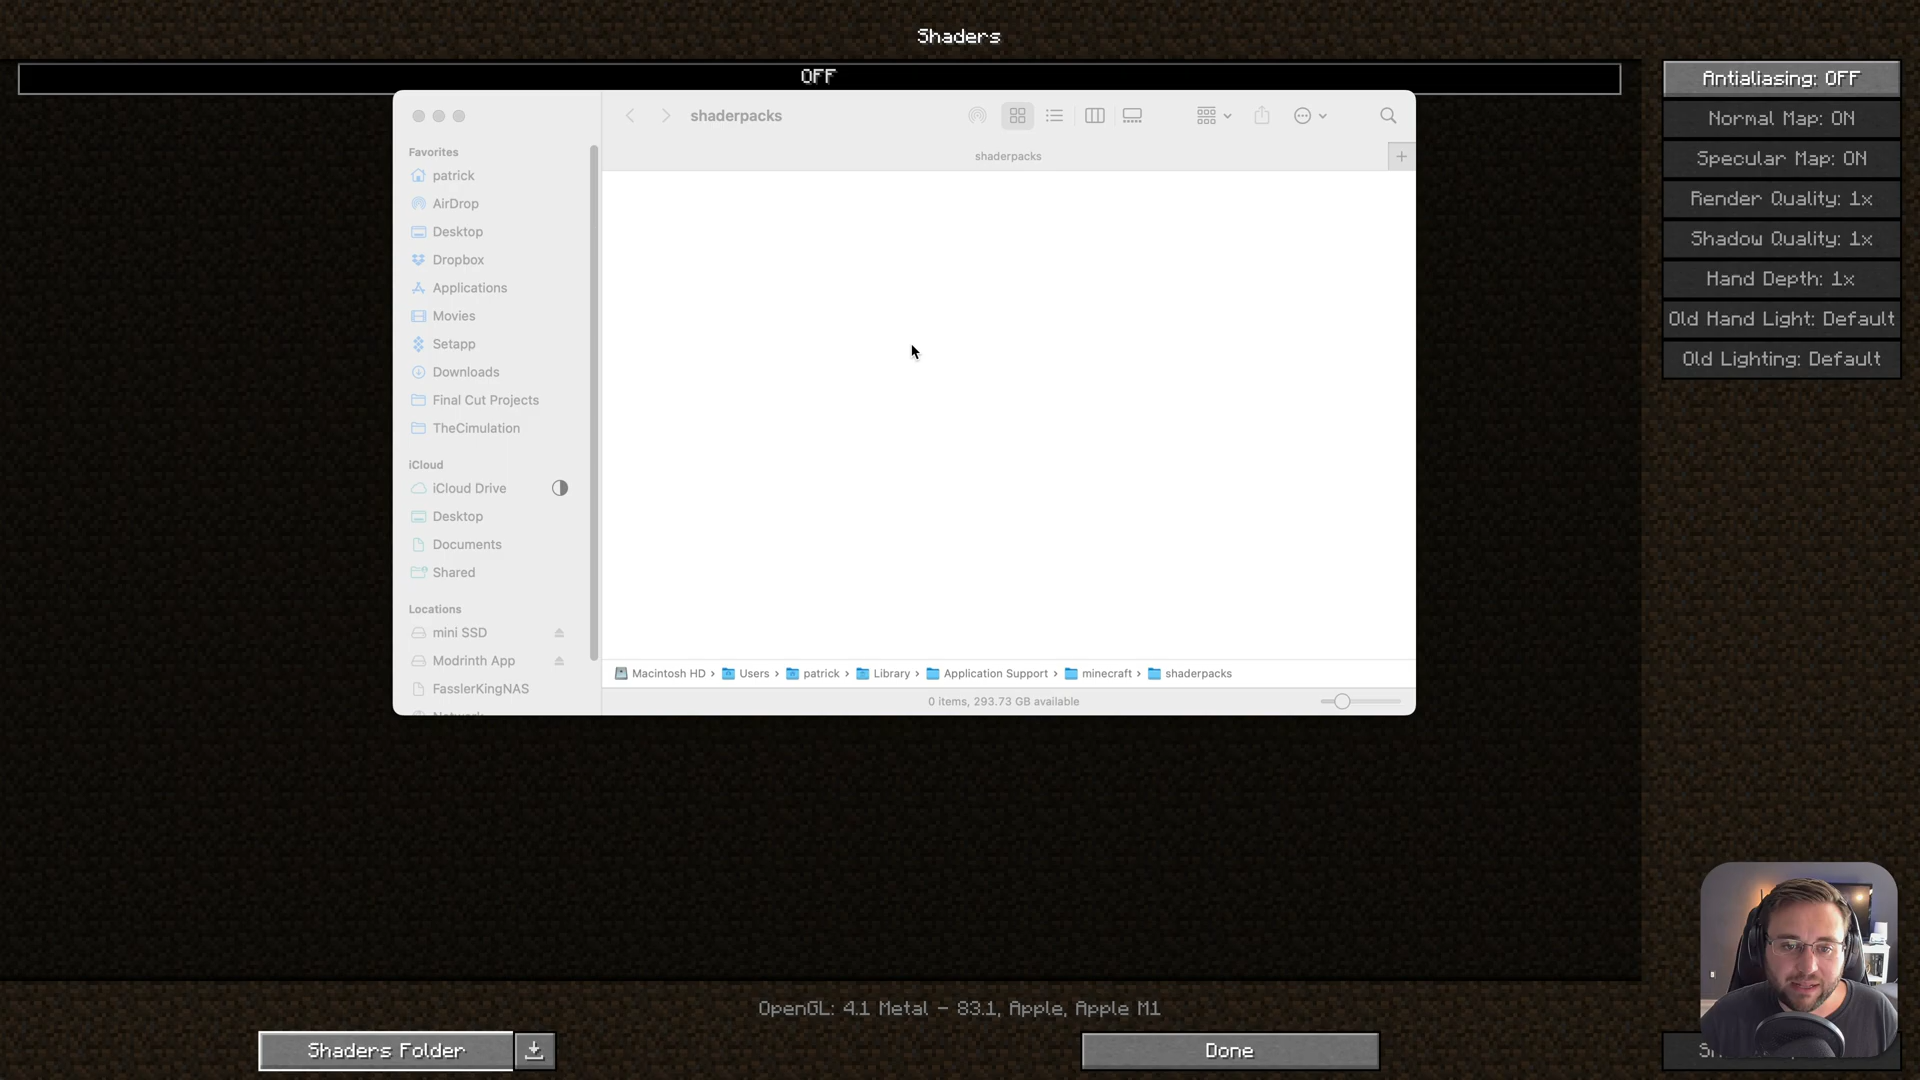 Shaders
OFF
shaderpacks
shaderpacks
Favorites
patrick
AirDrop
Desktop
Dropbox
Applications
Movies
Setapp
Downloads
Final Cut Projects
TheCimulation
iCloud
iCloud Drive
Desktop
Documents
Shared
Locations
mini SSD
Modrinth App
FasslerKingNAS
Macintosh HD › Users › patrick › Library › Application Support › minecraft › shaderpacks
0 items, 293.73 GB available
Antialiasing: OFF
Normal Map: ON
Specular Map: ON
Render Quality: 1x
Shadow Quality: 1x
Hand Depth: 1x
Old Hand Light: Default
Old Lighting: Default
OpenGL: 4.1 Metal - 83.1, Apple, Apple M1
Shaders Folder
Done